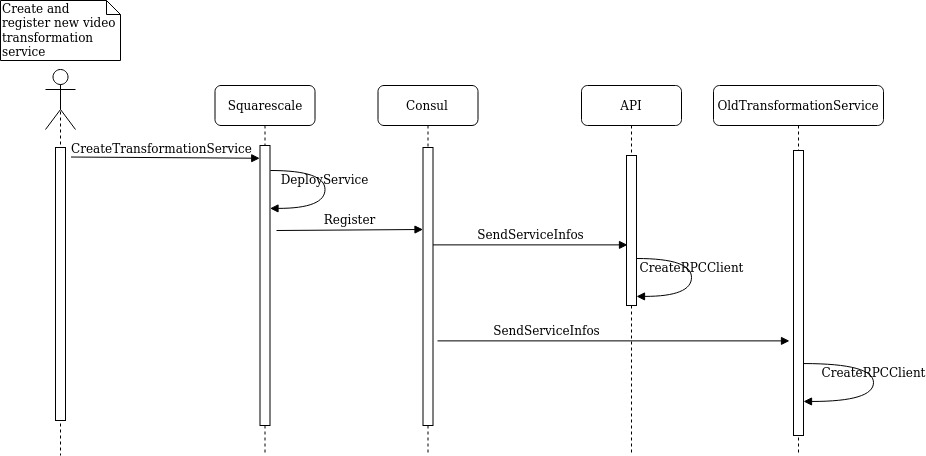 Create and
register new video
transformation
service
Squarescale
Consul
API
OldTransformationService
CreateTransformationService
DeployService
Register
SendServiceInfos
CreateRPCClient
SendServiceInfos
CreateRPCClient